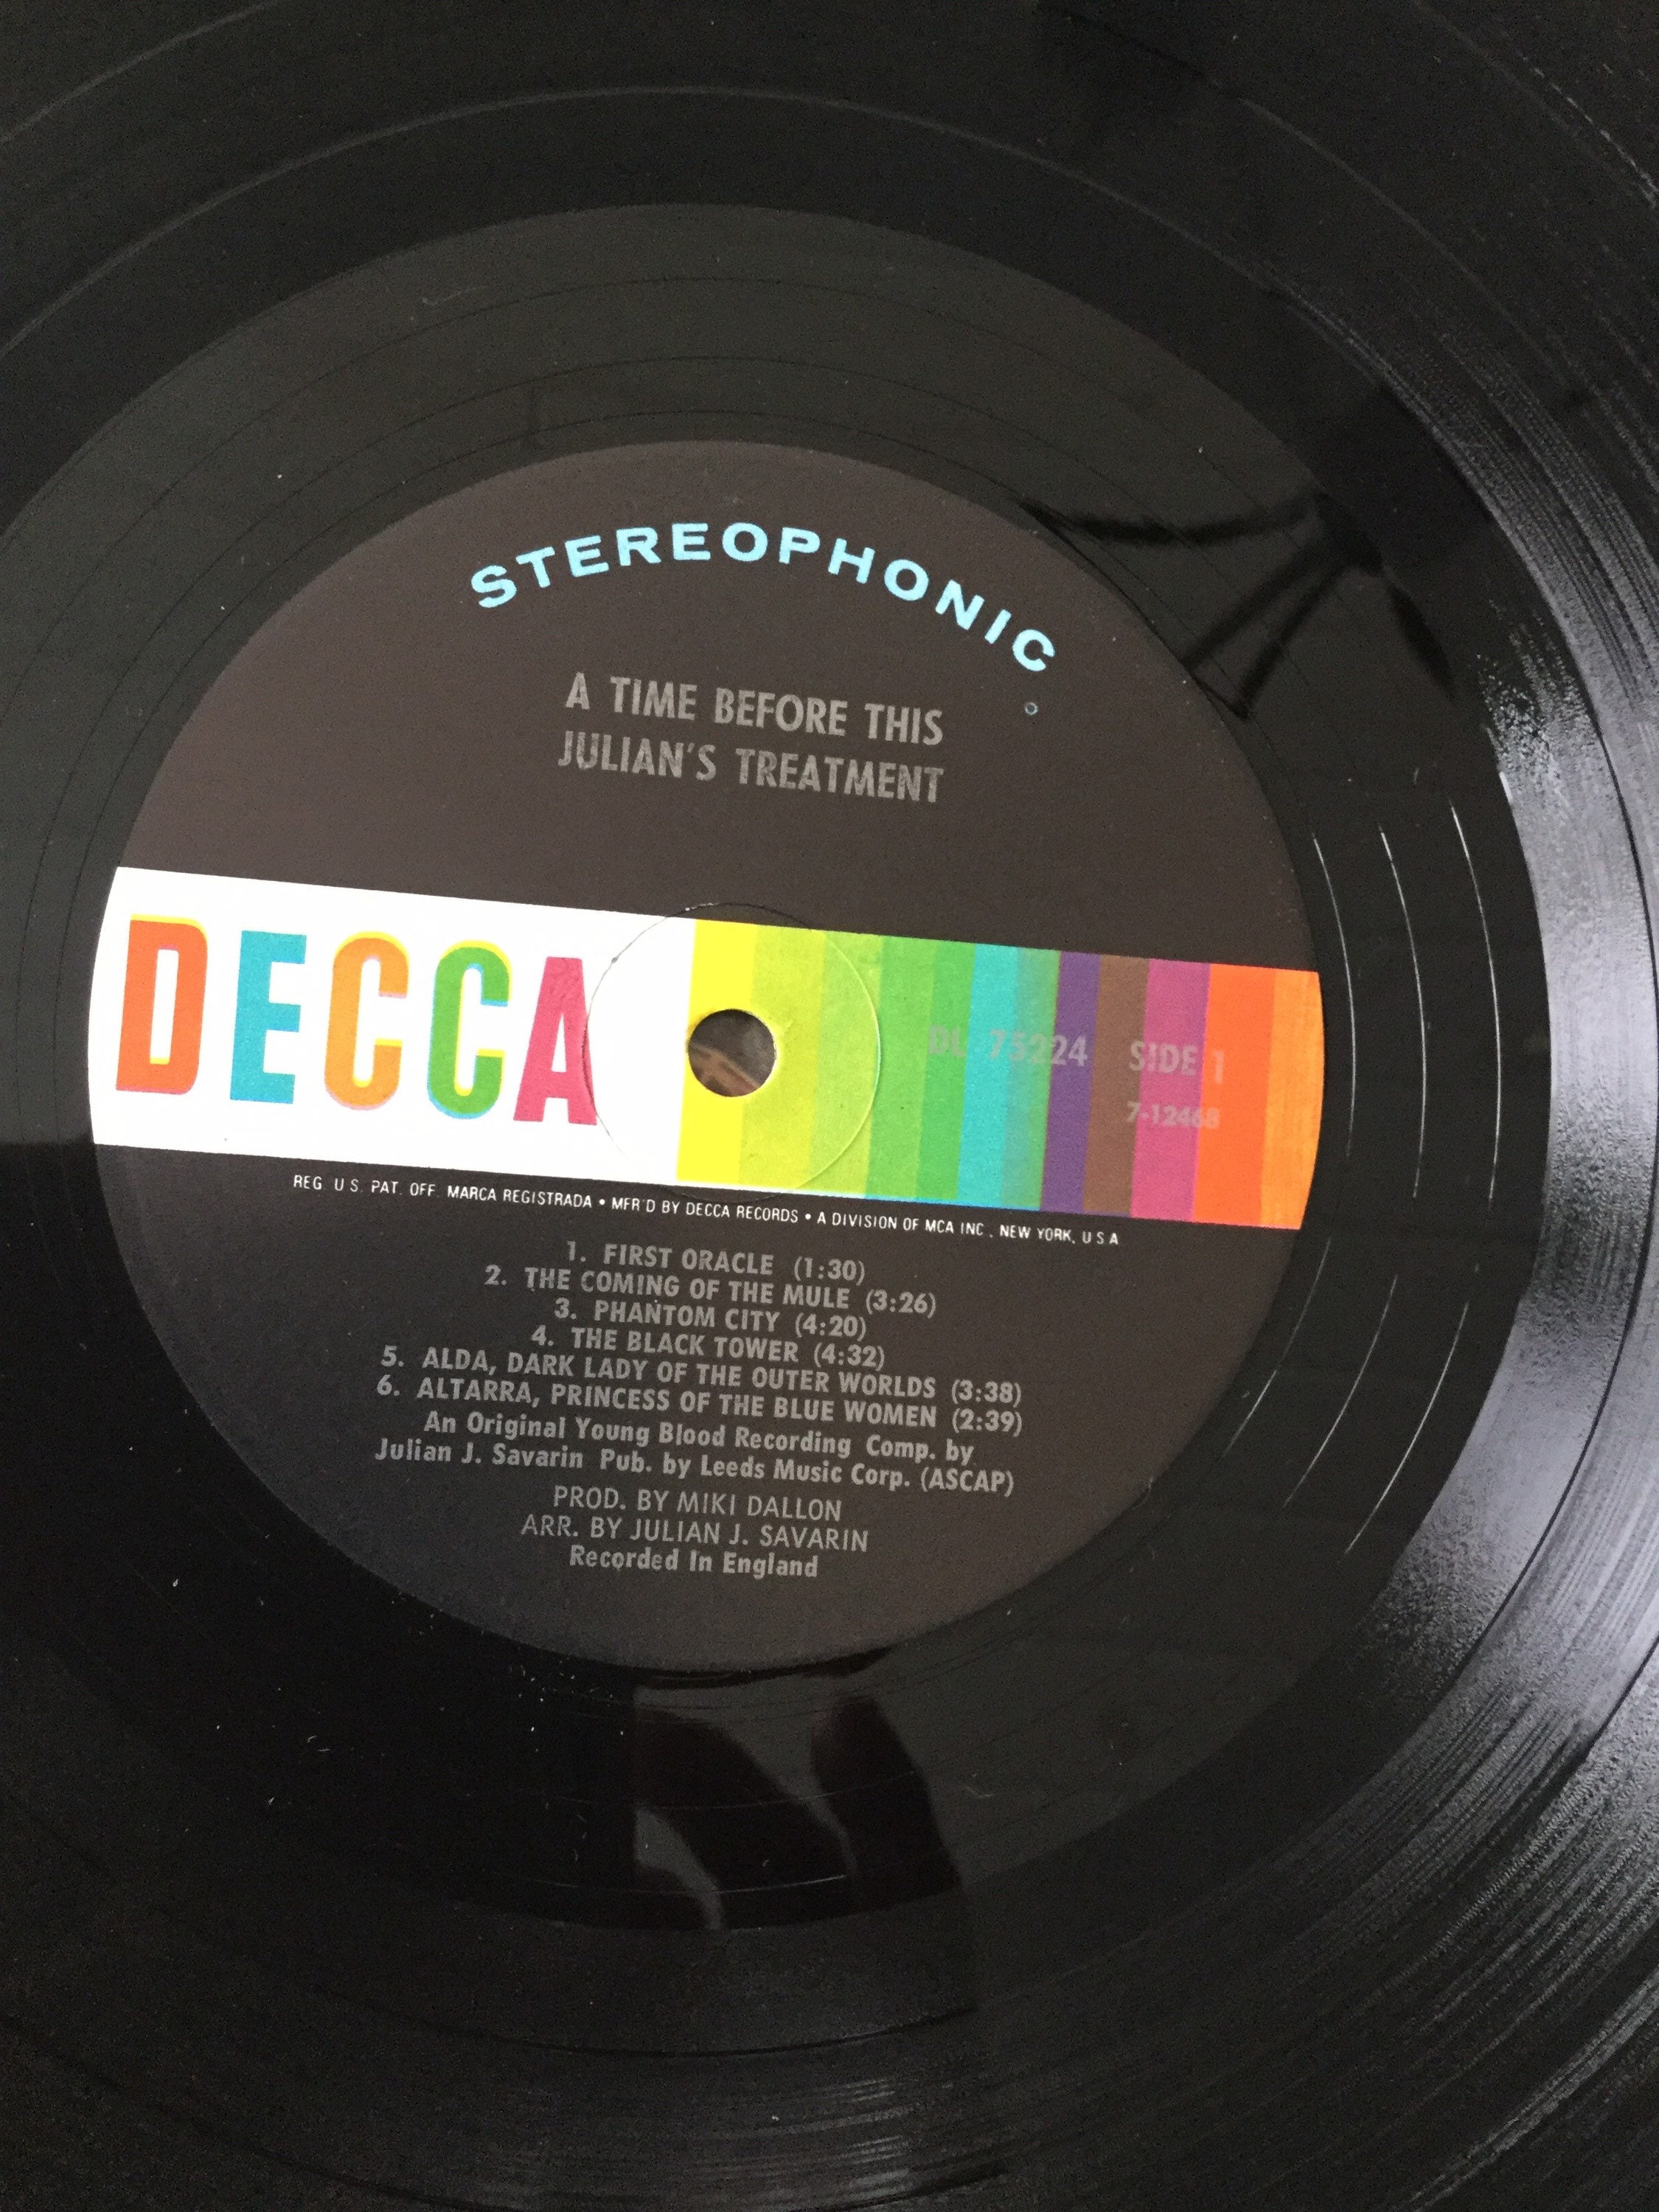 STEREOPHONIC
A TIME BEFORE THIS
JULIAN'S TREATMENT
DECCA
DL 75224 SIDE 1
7-12468
REG. U.S. PAT. OFF. MARCA REGISTRADA • MFR'D BY DECCA RECORDS • A DIVISION OF MCA INC., NEW YORK, U S A
1. FIRST ORACLE (1:30)
2. THE COMING OF THE MULE (3:26)
3. PHANTOM CITY (4:20)
4. THE BLACK TOWER (4:32)
5. ALDA, DARK LADY OF THE OUTER WORLDS (3:38)
6. ALTARRA, PRINCESS OF THE BLUE WOMEN (2:39)
An Original Young Blood Recording Comp. by
Julian J. Savarin Pub. by Leeds Music Corp. (ASCAP)
PROD. BY MIKI DALLON
ARR. BY JULIAN J. SAVARIN
Recorded In England